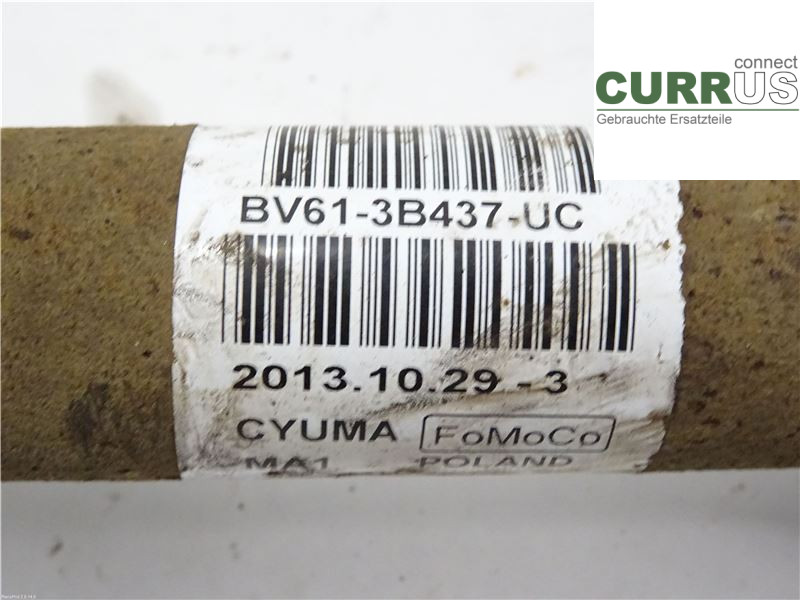 connect
CURRUS
Gebrauchte Ersatzteile
BV61-3B437-UC
2013.10.29 - 3
CYUMA FoMoCo
MA1 POLAND